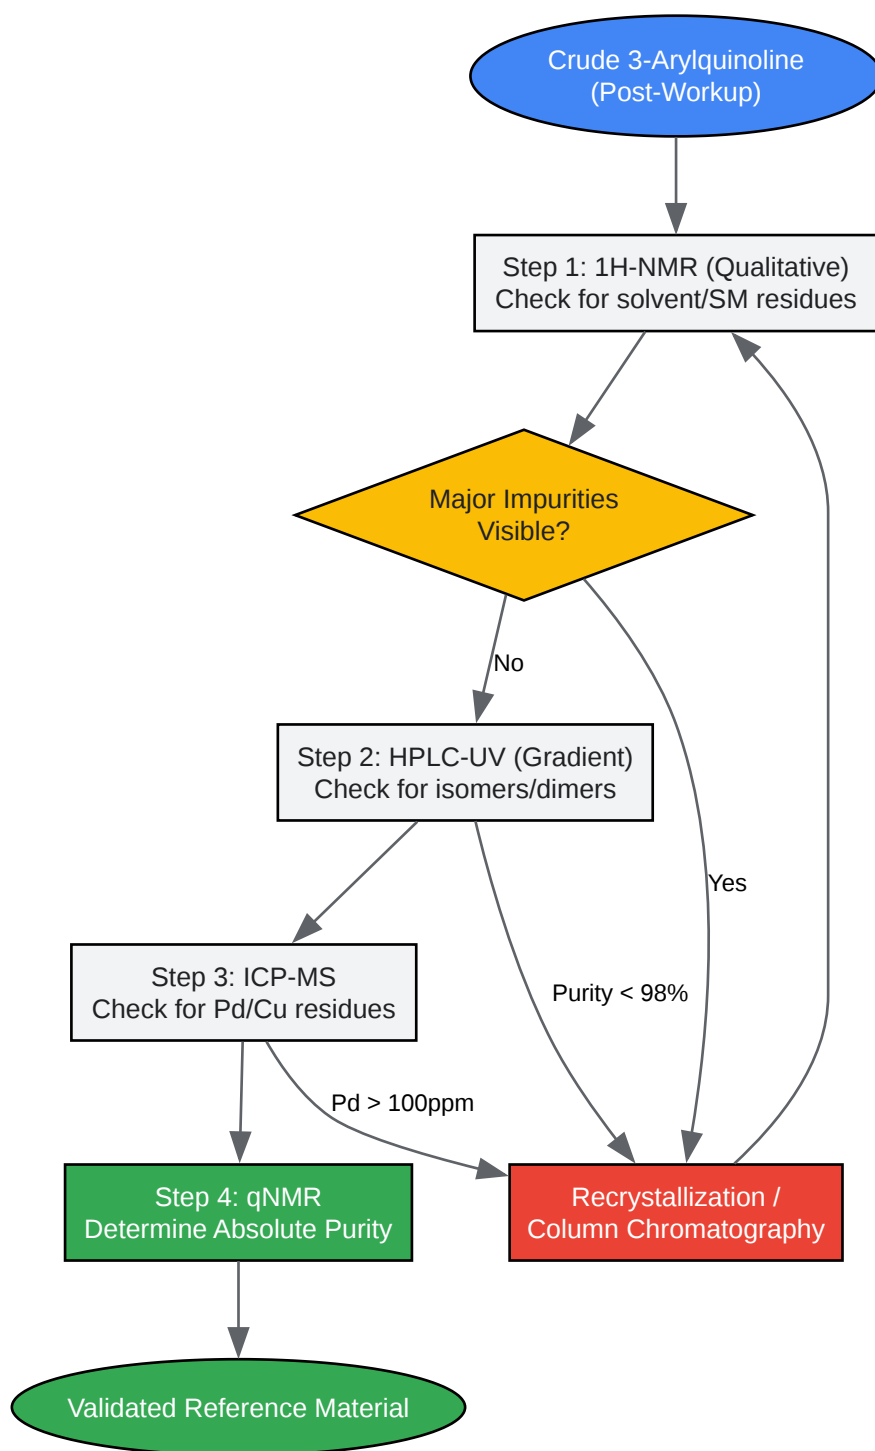 Crude 3-Arylquinoline
(Post-Workup)
Step 1: 1H-NMR (Qualitative)
Check for solvent/SM residues
Major Impurities
Visible?
No
Step 2: HPLC-UV (Gradient)
Check for isomers/dimers
Yes
Purity < 98%
Step 3: ICP-MS
Check for Pd/Cu residues
Pd > 100ppm
Step 4: qNMR
Determine Absolute Purity
Recrystallization /
Column Chromatography
Validated Reference Material